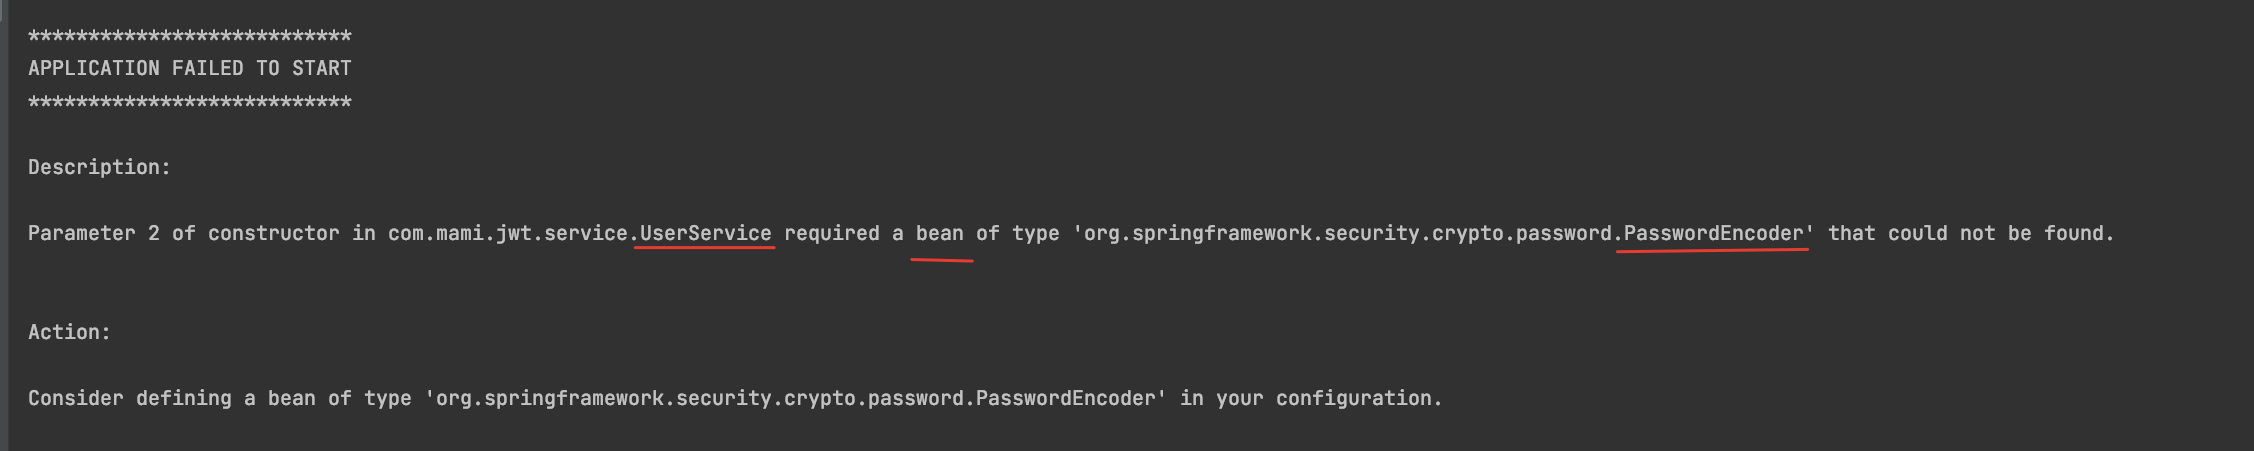 ***************************
APPLICATION FAILED TO START
***************************
Description:
Parameter 2 of constructor in com.mami.jwt.service.UserService required a bean of type 'org.springframework.security.crypto.password.PasswordEncoder' that could not be found.
Action:
Consider defining a bean of type 'org.springframework.security.crypto.password.PasswordEncoder' in your configuration.